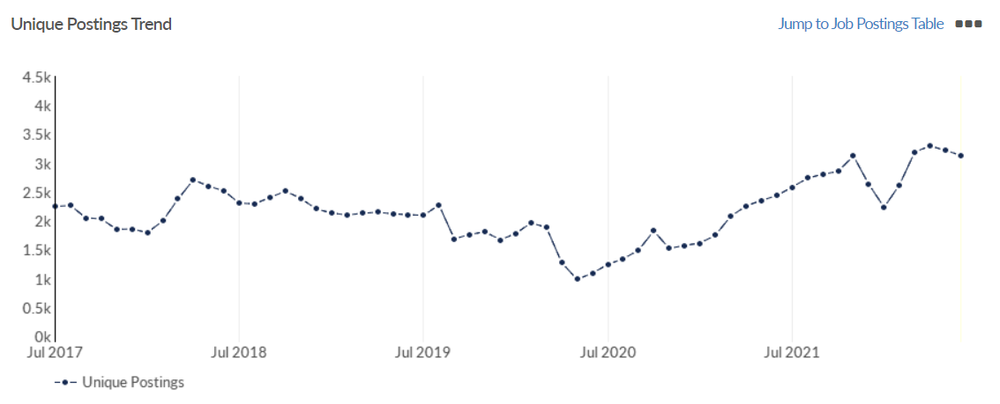 Unique Postings Trend
Jump to Job Postings Table
4.5k
4k
3.5k
3k
2.5k
2k
1.5k
1k
0.5k
0k
Jul 2017 Jul 2018 Jul 2019 Jul 2020 Jul 2021
Unique Postings